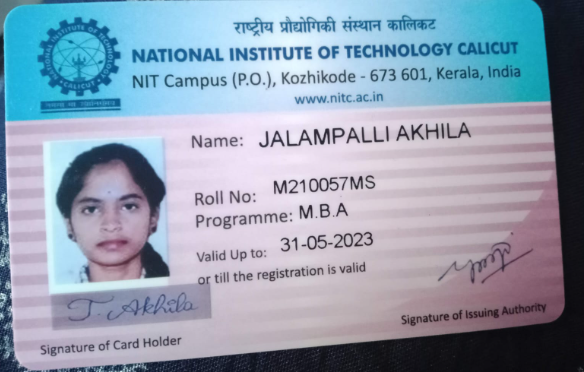 राष्ट्रीय प्रौद्योगिकी संस्थान कालिकट
NATIONAL INSTITUTE OF TECHNOLOGY CALICUT
NIT Campus (P.O.), Kozhikode - 673 601, Kerala, India
www.nitc.ac.in
Name: JALAMPALLI AKHILA
Roll No: M210057MS
Programme: M.B.A
Valid Up to: 31-05-2023
or till the registration is valid
J. Akhila
Signature of Card Holder
Signature of Issuing Authority